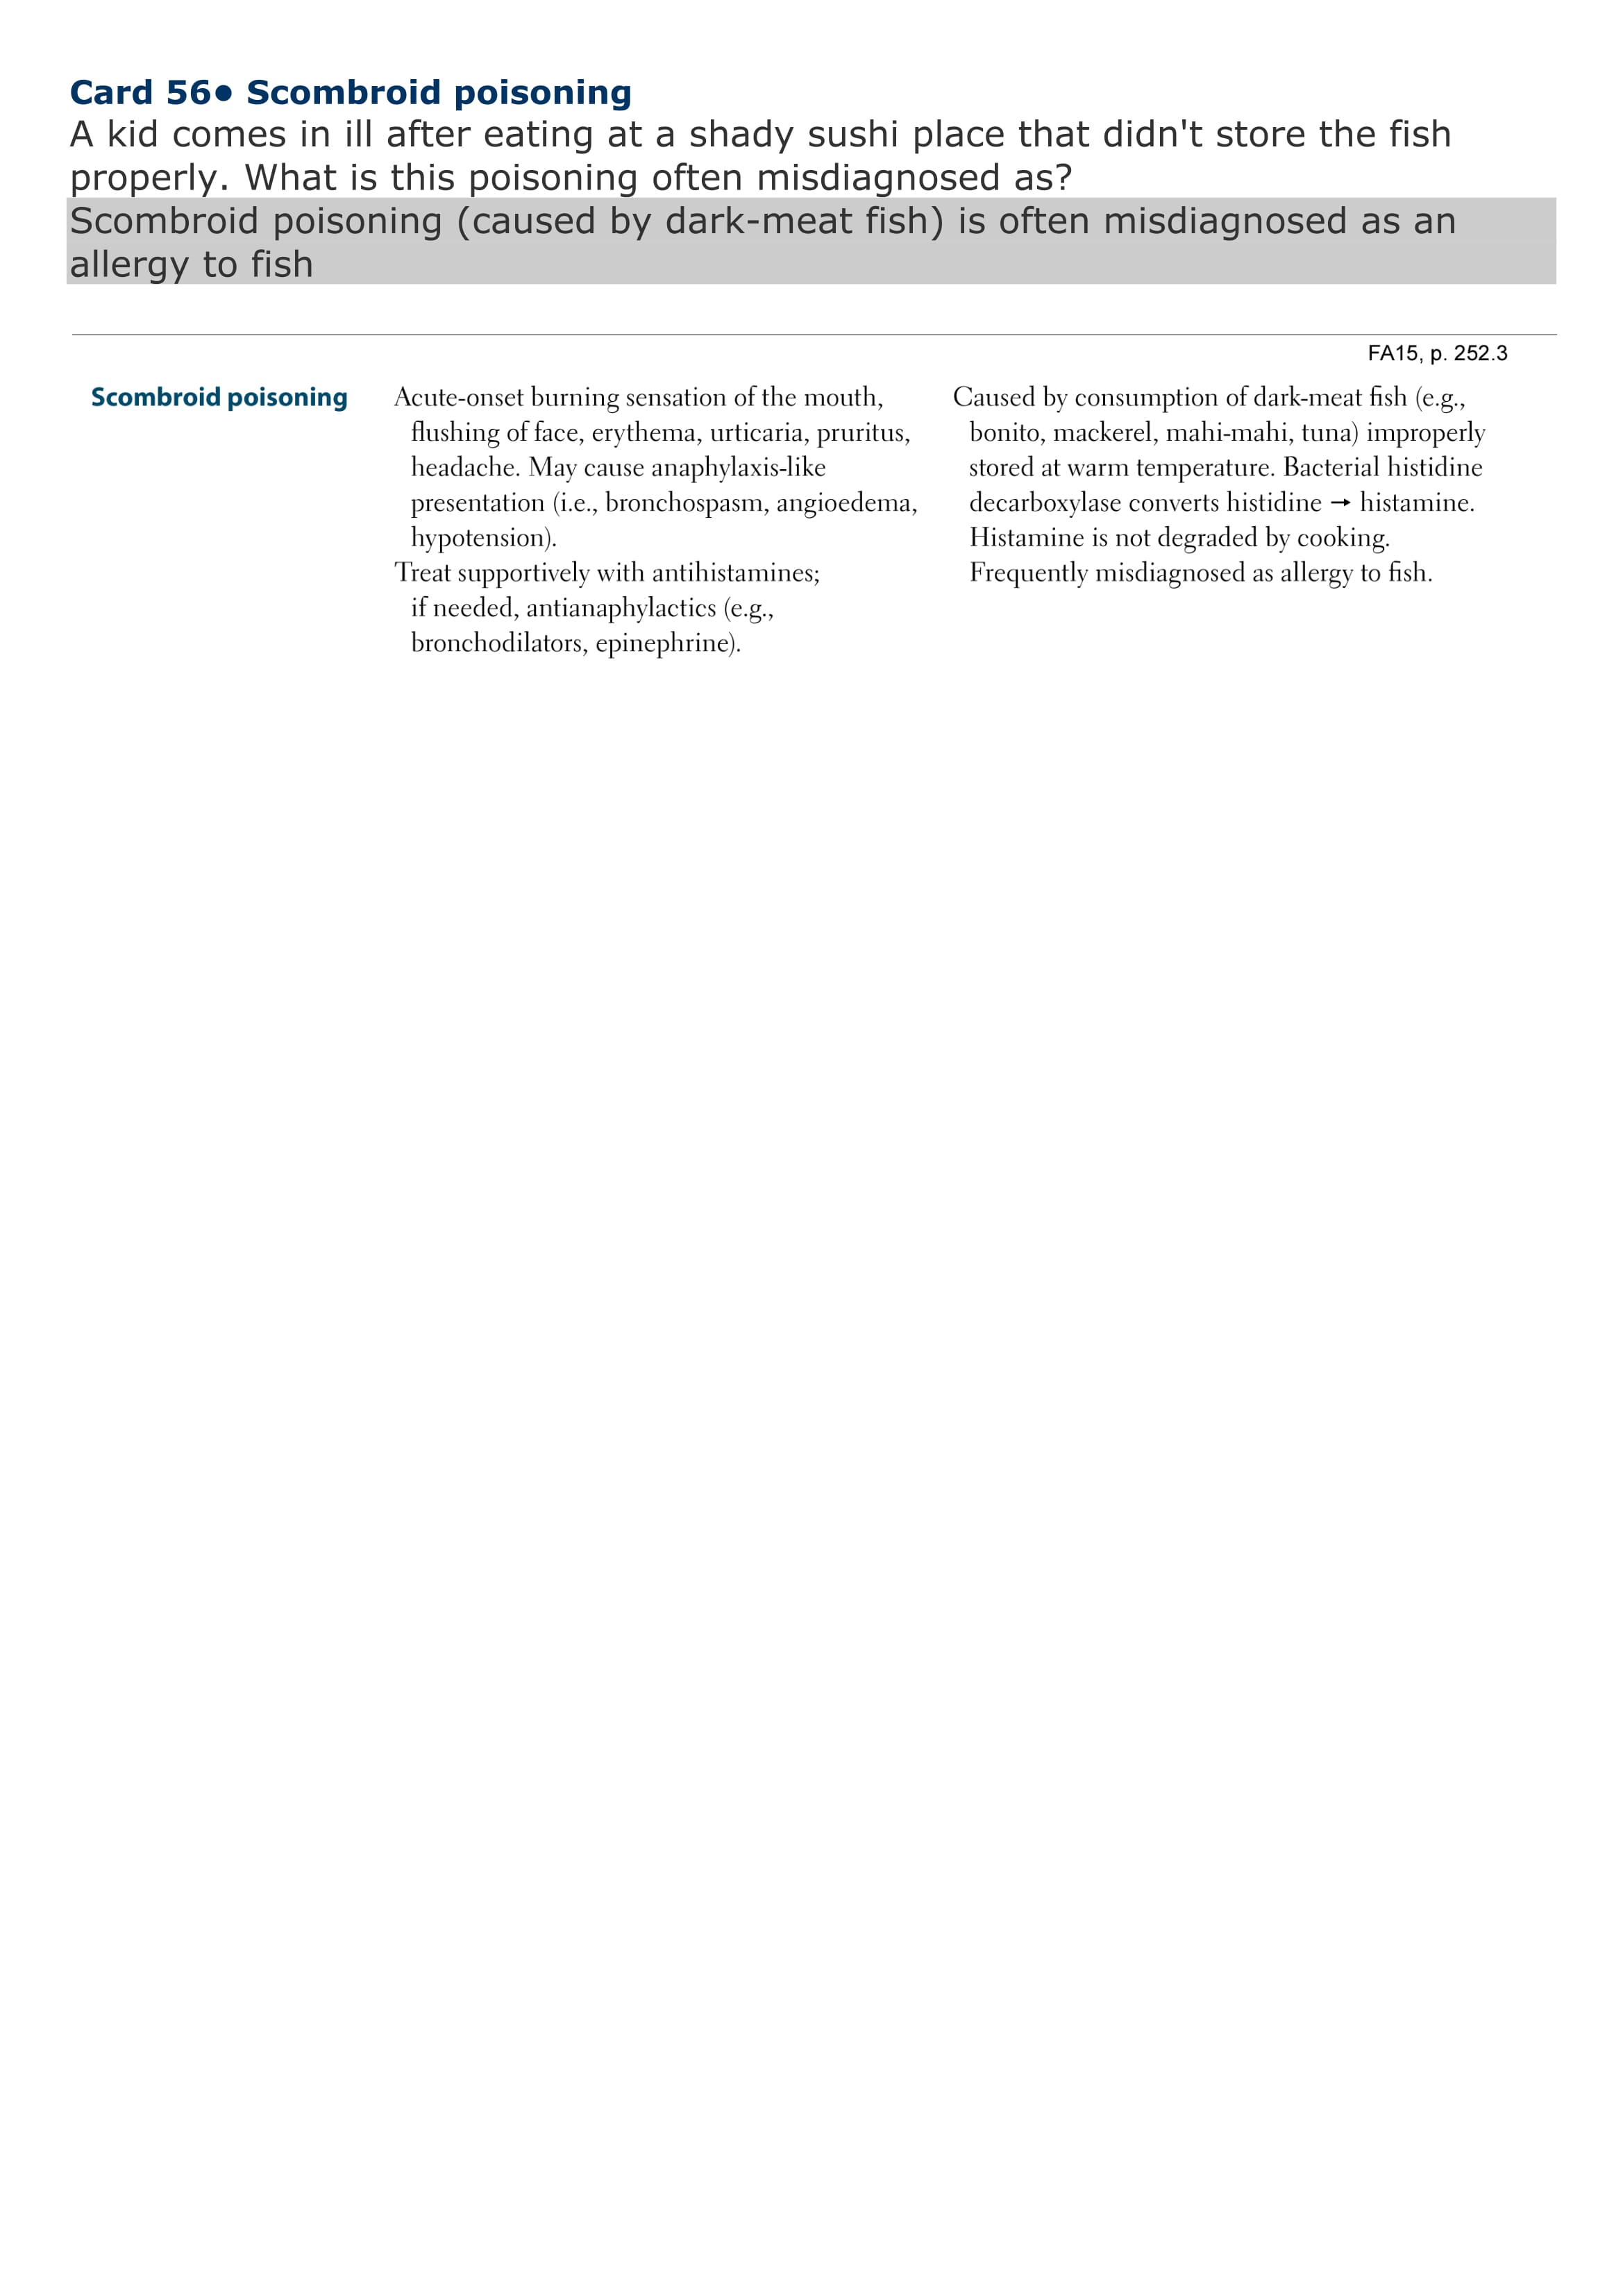 Card 56● Scombroid poisoning
A kid comes in ill after eating at a shady sushi place that didn't store the fish
properly. What is this poisoning often misdiagnosed as?
Scombroid poisoning (caused by dark-meat fish) is often misdiagnosed as an
allergy to fish
FA15, p. 252.3
Scombroid poisoning
Acute-onset burning sensation of the mouth,
flushing of face, erythema, urticaria, pruritus,
headache. May cause anaphylaxis-like
presentation (i.e., bronchospasm, angioedema,
hypotension).
Treat supportively with antihistamines;
if needed, antianaphylactics (e.g.,
bronchodilators, epinephrine).
Caused by consumption of dark-meat fish (e.g.,
bonito, mackerel, mahi-mahi, tuna) improperly
stored at warm temperature. Bacterial histidine
decarboxylase converts histidine → histamine.
Histamine is not degraded by cooking.
Frequently misdiagnosed as allergy to fish.